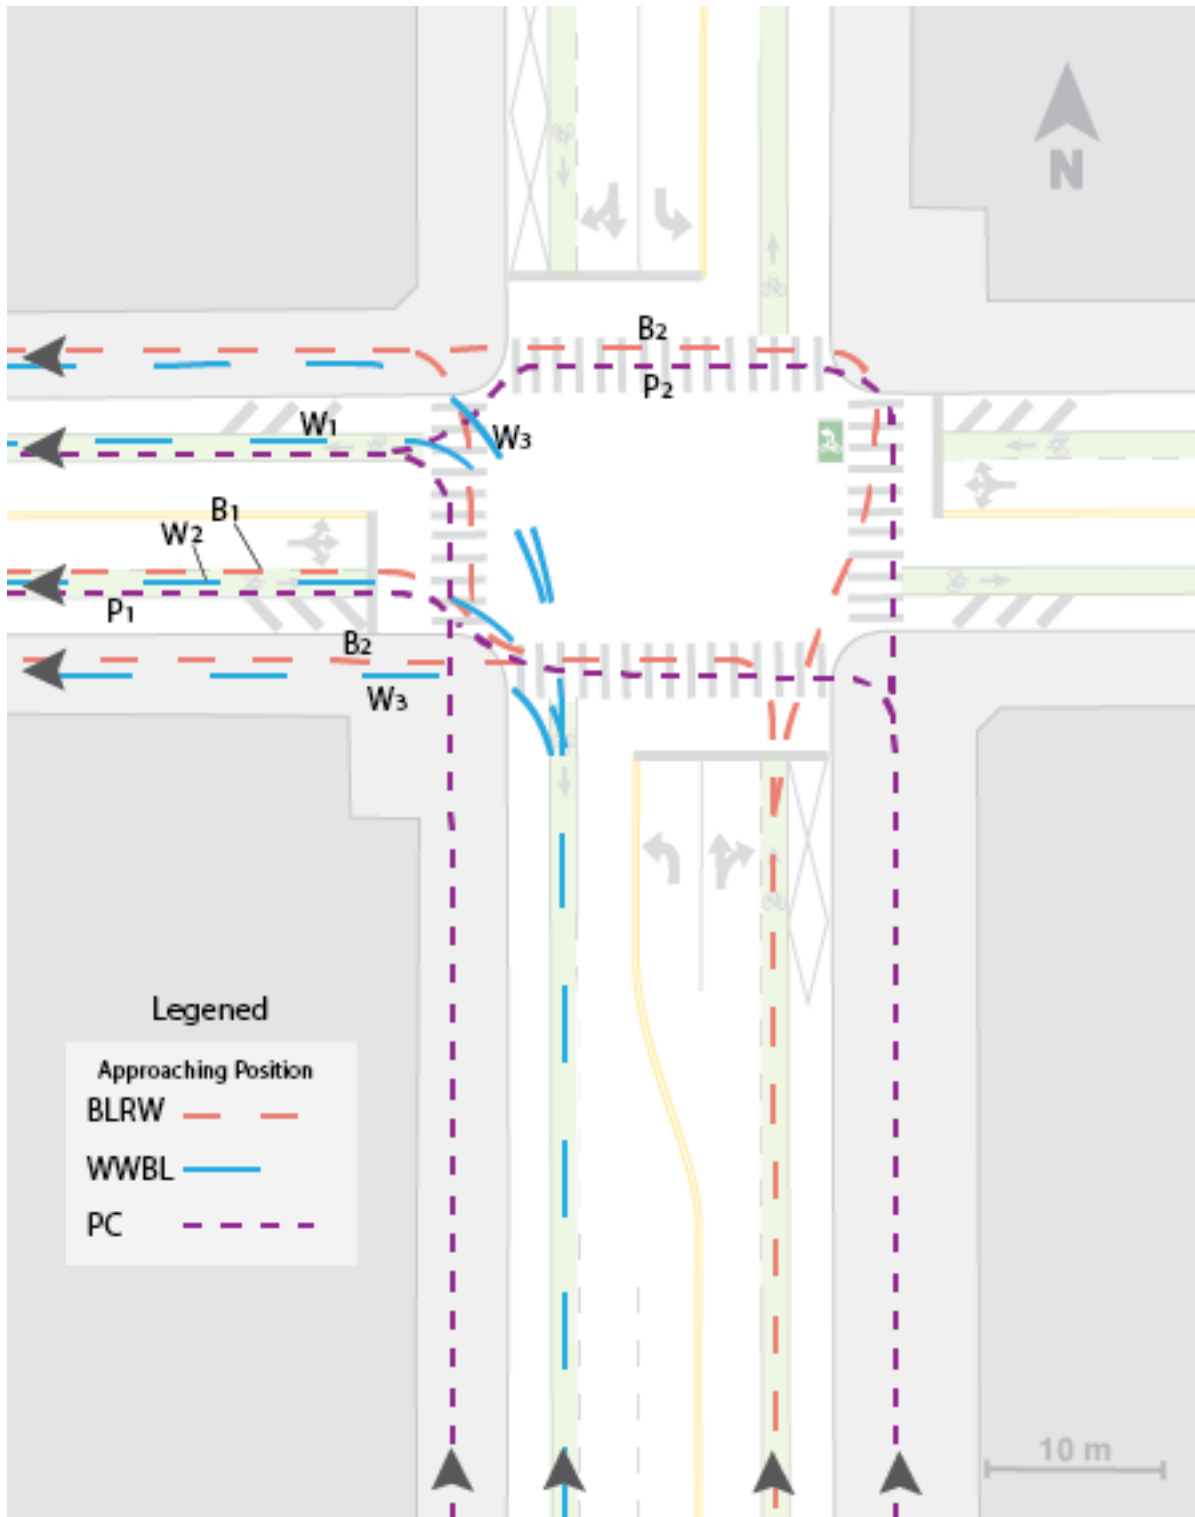 B2
P2
N
W1
W3
B1
W2
P1
B2
W3
Legened
Approaching Position
BLRW
WWBL
PC
10 m